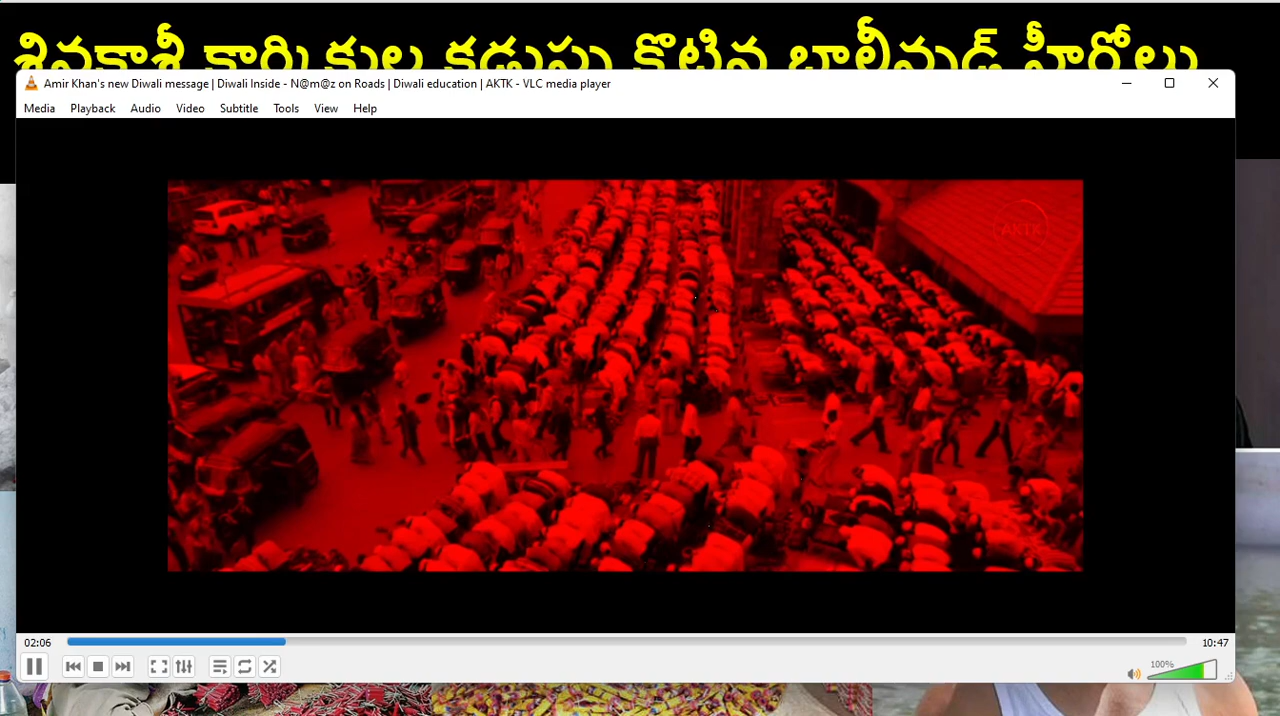 శివకాశీ కార్మికుల కడుపు కొట్టిన బాలీవుడ్ హీరోలు
Amir Khan's new Diwali message | Diwali Inside - N@m@z on Roads | Diwali education | AKTK - VLC media player
Media Playback Audio Video Subtitle Tools View Help
AKTK
02:06 10:47
100%